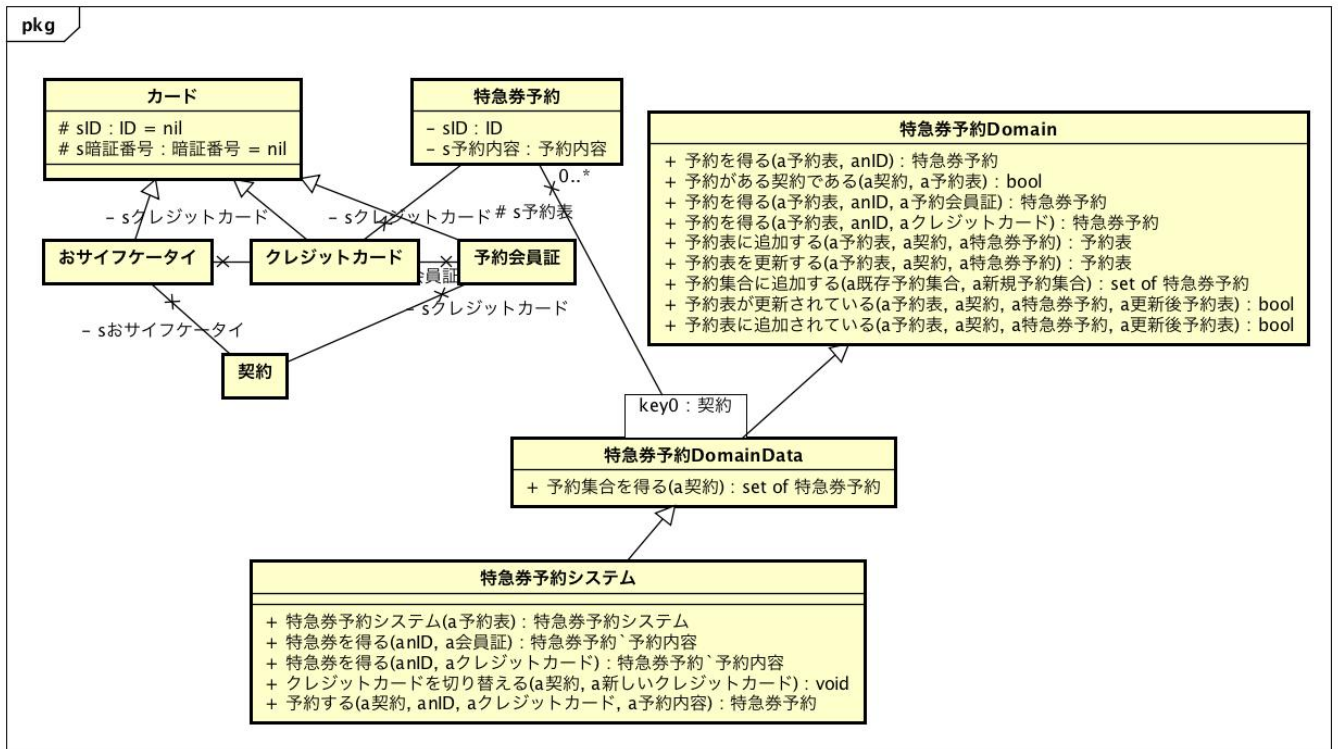 pkg
カード
# sID : ID = nil
# s暗証番号 : 暗証番号 = nil
特急券予約
- sID : ID
- s予約内容 : 予約内容
特急券予約Domain
+ 予約を得る(a予約表, anID) : 特急券予約
+ 予約がある契約である(a契約, a予約表) : bool
+ 予約を得る(a予約表, anID, a予約会員証) : 特急券予約
+ 予約を得る(a予約表, anID, aクレジットカード) : 特急券予約
+ 予約表に追加する(a予約表, a契約, a特急券予約) : 予約表
+ 予約表を更新する(a予約表, a契約, a特急券予約) : 予約表
+ 予約集合に追加する(a既存予約集合, a新規予約集合) : set of 特急券予約
+ 予約表が更新されている(a予約表, a契約, a特急券予約, a更新後予約表) : bool
+ 予約表に追加されている(a予約表, a契約, a特急券予約, a更新後予約表) : bool
0..*
- sクレジットカード
- sクレジットカード
# s予約表
おサイフケータイ
クレジットカード
予約会員証
会員証
- sクレジットカード
- sおサイフケータイ
契約
key0 : 契約
特急券予約DomainData
+ 予約集合を得る(a契約) : set of 特急券予約
特急券予約システム
+ 特急券予約システム(a予約表) : 特急券予約システム
+ 特急券を得る(anID, a会員証) : 特急券予約`予約内容
+ 特急券を得る(anID, aクレジットカード) : 特急券予約`予約内容
+ クレジットカードを切り替える(a契約, a新しいクレジットカード) : void
+ 予約する(a契約, anID, aクレジットカード, a予約内容) : 特急券予約